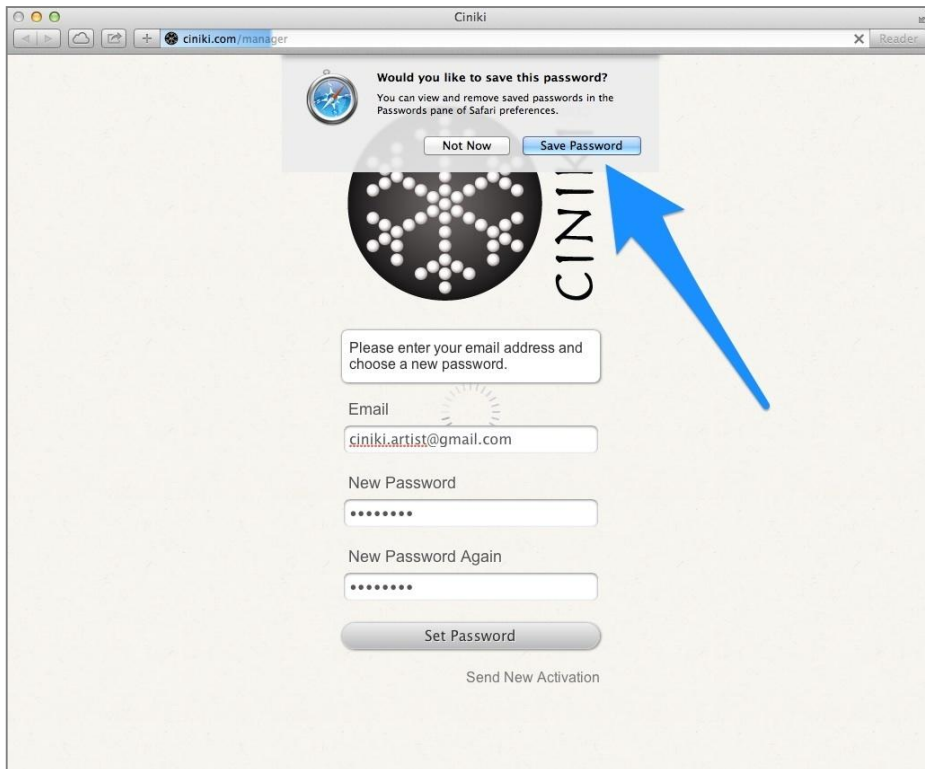 Ciniki
ciniki.com/manager
Reader
Would you like to save this password?
You can view and remove saved passwords in the
Passwords pane of Safari preferences.
Not Now
Save Password
CINIKI
Please enter your email address and
choose a new password.
Email
ciniki.artist@gmail.com
New Password
••••••••
New Password Again
••••••••
Set Password
Send New Activation